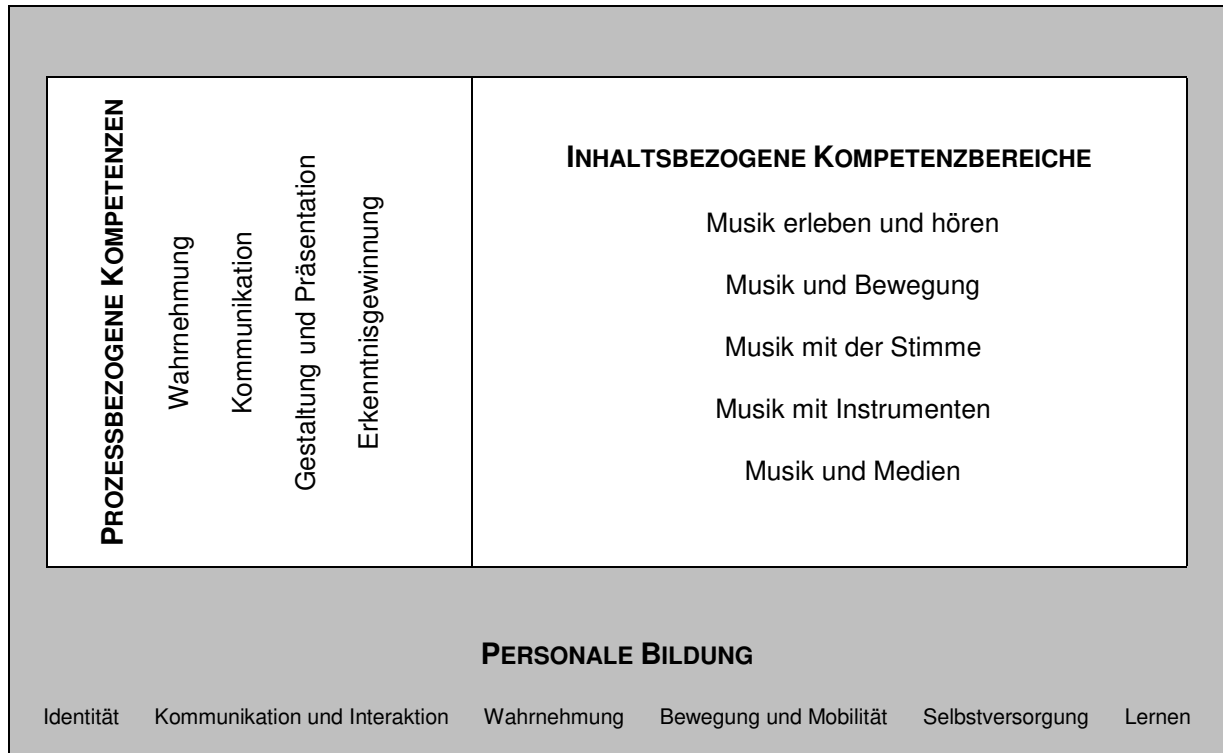 PROZESSBEZOGENE KOMPETENZEN
Wahrnehmung
Kommunikation
Gestaltung und Präsentation
Erkenntnisgewinnung
INHALTSBEZOGENE KOMPETENZBEREICHE
Musik erleben und hören
Musik und Bewegung
Musik mit der Stimme
Musik mit Instrumenten
Musik und Medien
PERSONALE BILDUNG
Identität Kommunikation und Interaktion Wahrnehmung Bewegung und Mobilität Selbstversorgung Lernen